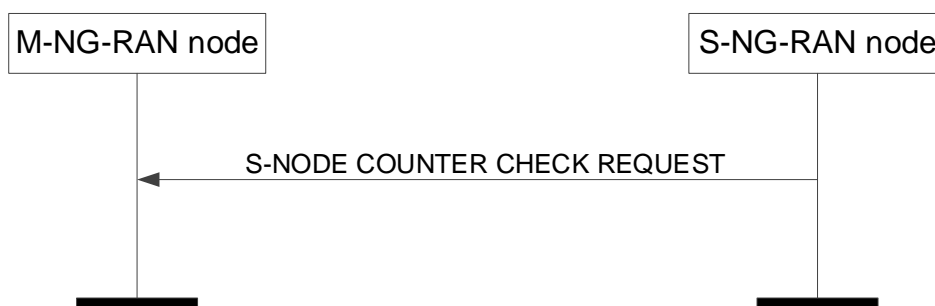 M-NG-RAN node
S-NG-RAN node
S-NODE COUNTER CHECK REQUEST